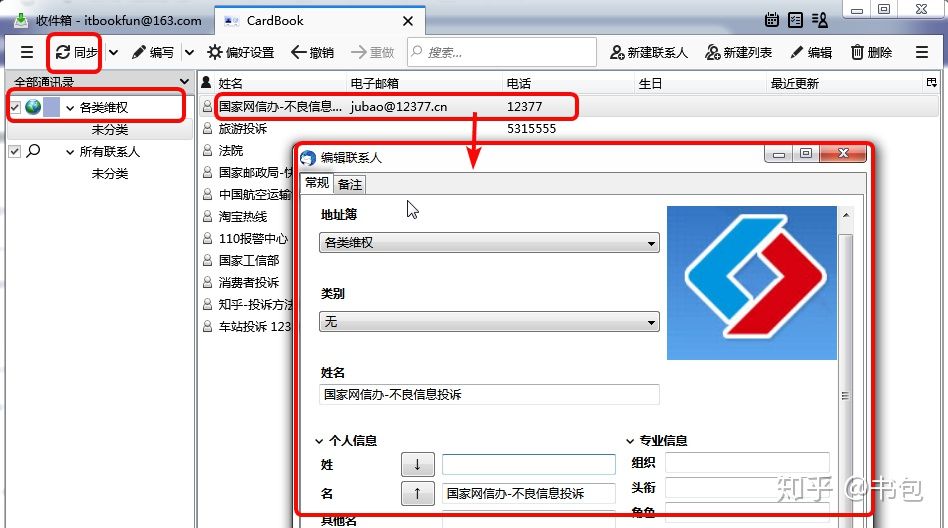 收件箱 - itbookfun@163.com
CardBook
同步
编写
偏好设置
撤销
重做
搜索...
新建联系人
新建列表
编辑
删除
全部通讯录
姓名
电子邮箱
电话
生日
最近更新
各类维权
未分类
所有联系人
未分类
国家网信办-不良信息... jubao@12377.cn 12377
旅游投诉 5315555
法院
国家邮政局-快
中国航空运输
淘宝热线
110报警中心
国家工信部
消费者投诉
知乎-投诉方法
车站投诉 123
编辑联系人
常规
备注
地址簿
各类维权
类别
无
姓名
国家网信办-不良信息投诉
个人信息
专业信息
姓
组织
名
国家网信办-不良信息投诉
头衔
其他名
角色
知乎 @书包